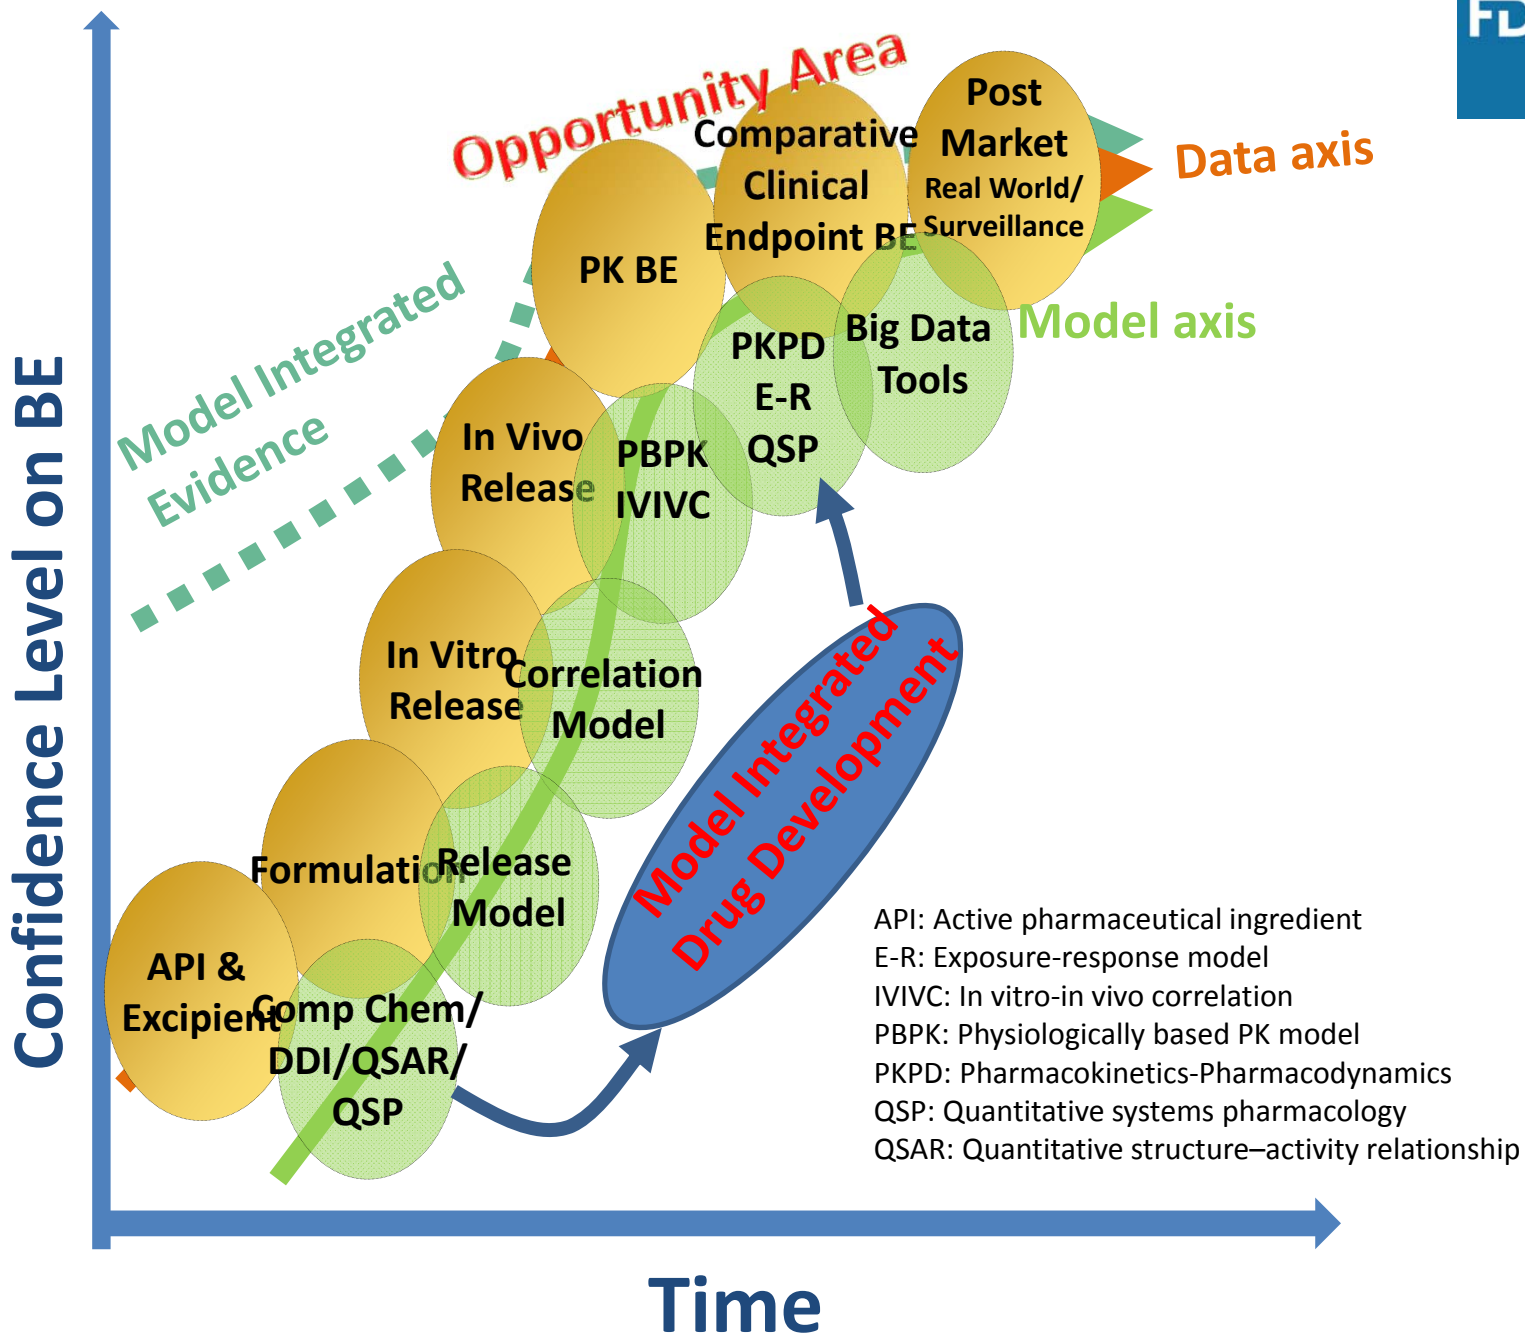 FD
Opportunity Area
Post
Market
Real World/
Surveillance
Comparative
Clinical
Endpoint BE
Data axis
PK BE
Model Integrated
Evidence
Model axis
Big Data
Tools
PKPD
E-R
QSP
In Vivo
Release
PBPK
IVIVC
In Vitro
Release
Correlation
Model
Model Integrated
Drug Development
Formulation
Release
Model
API &
Excipient
Comp Chem/
DDI/QSAR/
QSP
API: Active pharmaceutical ingredient
E-R: Exposure-response model
IVIVC: In vitro-in vivo correlation
PBPK: Physiologically based PK model
PKPD: Pharmacokinetics-Pharmacodynamics
QSP: Quantitative systems pharmacology
QSAR: Quantitative structure–activity relationship
Confidence Level on BE
Time